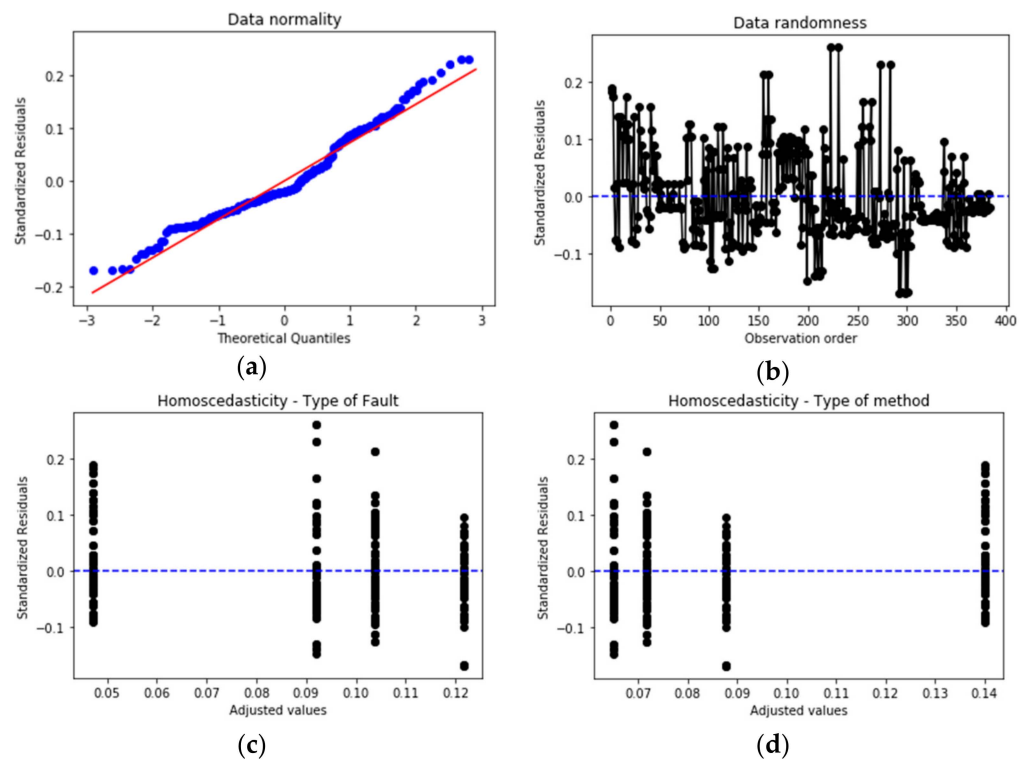 Data normality
Standardized Residuals
0.2
0.1
0.0
−0.1
−0.2
−3 −2 −1 0 1 2 3
Theoretical Quantiles
(a)
Data randomness
Standardized Residuals
0.2
0.1
0.0
−0.1
0 50 100 150 200 250 300 350 400
Observation order
(b)
Homoscedasticity - Type of Fault
Standardized Residuals
0.2
0.1
0.0
−0.1
0.05 0.06 0.07 0.08 0.09 0.10 0.11 0.12
Adjusted values
(c)
Homoscedasticity - Type of method
Standardized Residuals
0.2
0.1
0.0
−0.1
0.07 0.08 0.09 0.10 0.11 0.12 0.13 0.14
Adjusted values
(d)